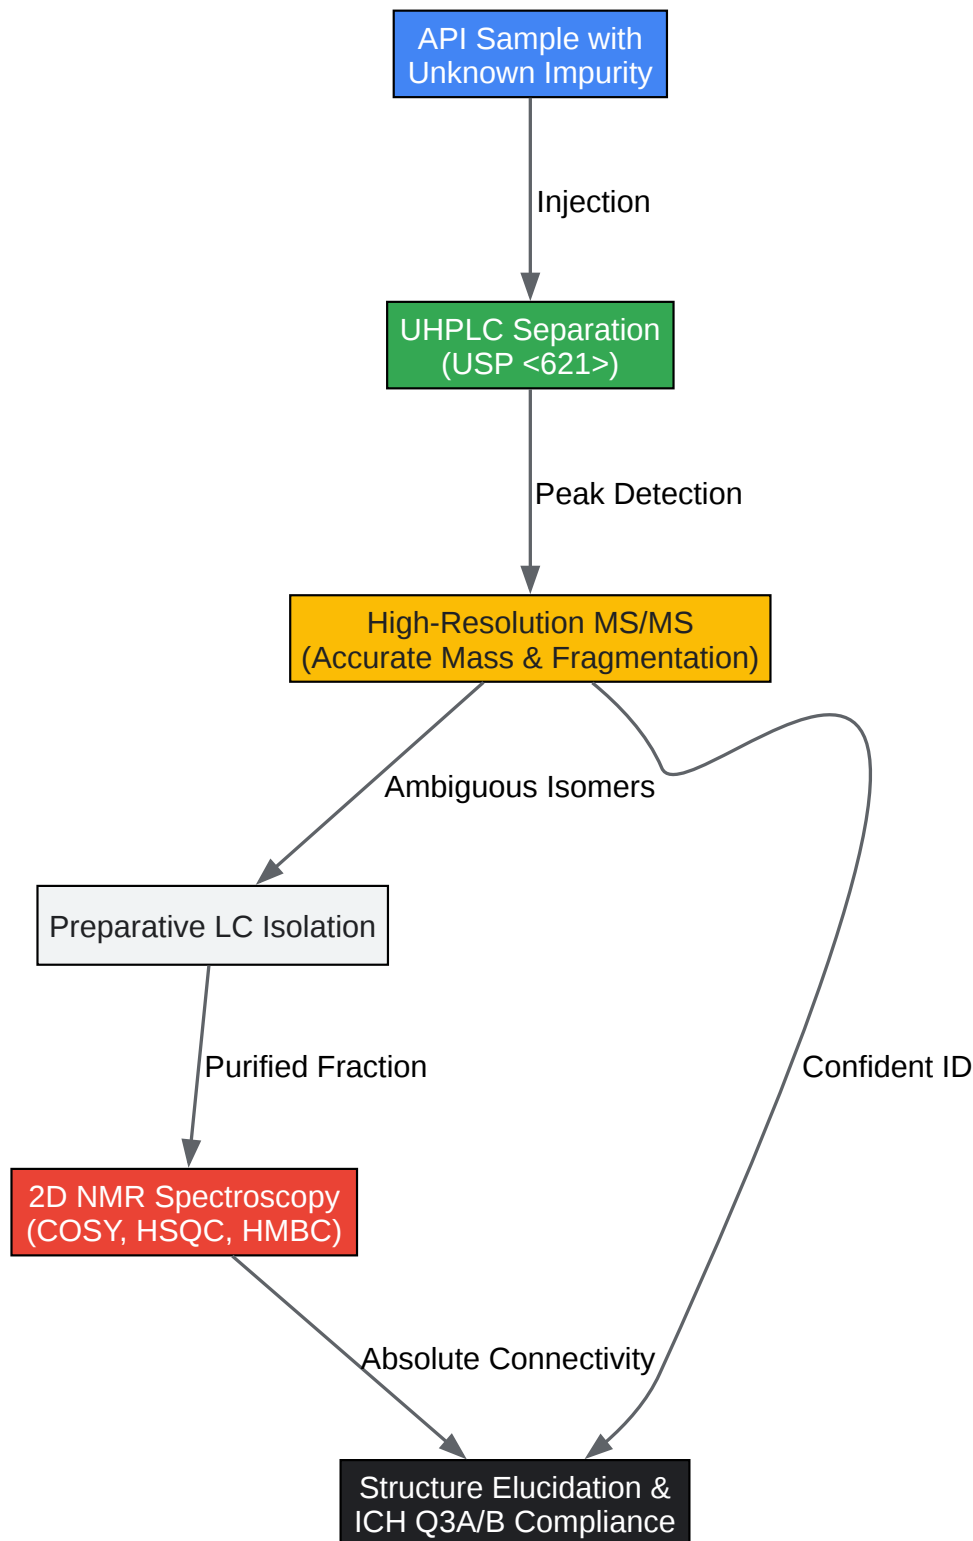 API Sample with
Unknown Impurity
Injection
UHPLC Separation
(USP <621>)
Peak Detection
High-Resolution MS/MS
(Accurate Mass & Fragmentation)
Ambiguous Isomers
Preparative LC Isolation
Purified Fraction
Confident ID
2D NMR Spectroscopy
(COSY, HSQC, HMBC)
Absolute Connectivity
Structure Elucidation &
ICH Q3A/B Compliance